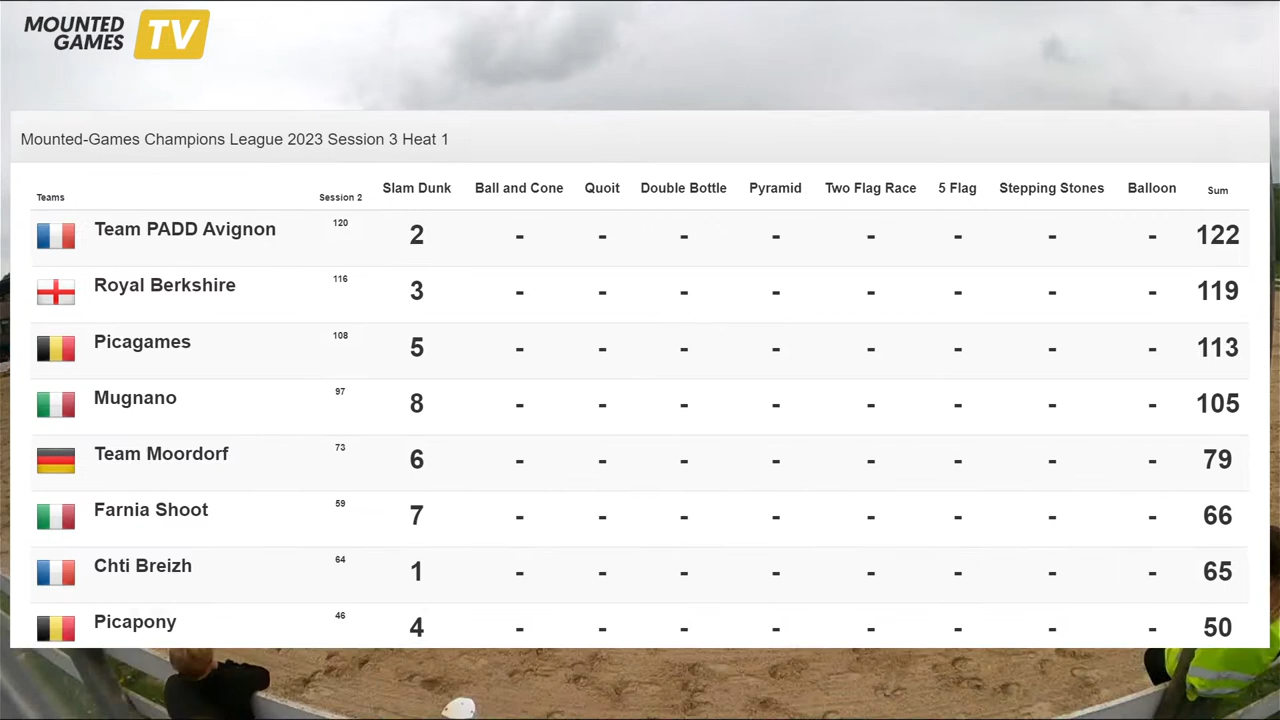 MOUNTED
GAMES TV
Mounted-Games Champions League 2023 Session 3 Heat 1
Teams Session 2 Slam Dunk Ball and Cone Quoit Double Bottle Pyramid Two Flag Race 5 Flag Stepping Stones Balloon Sum
Team PADD Avignon 120 2 - - - - - - - - 122
Royal Berkshire 116 3 - - - - - - - - 119
Picagames 108 5 - - - - - - - - 113
Mugnano 97 8 - - - - - - - - 105
Team Moordorf 73 6 - - - - - - - - 79
Farnia Shoot 59 7 - - - - - - - - 66
Chti Breizh 64 1 - - - - - - - - 65
Picapony 46 4 - - - - - - - - 50